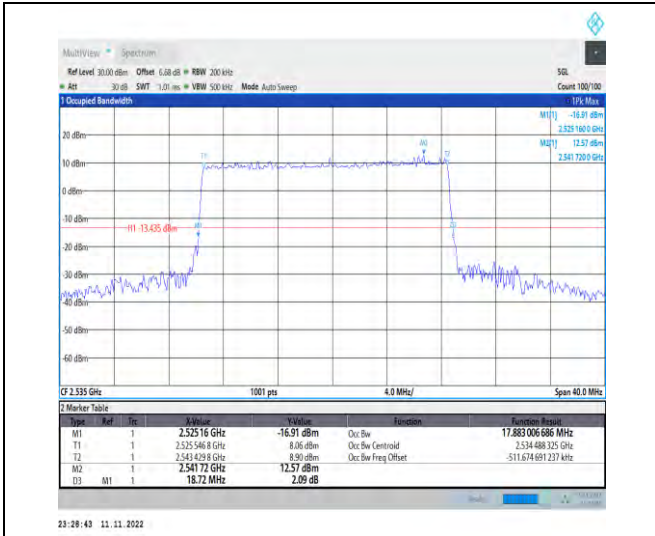 MultiView Spectrum
Ref Level 30.00 dBm Offset 6.68 dB RBW 200 kHz SGL
Att 30 dB SWT 1.01 ms VBW 500 kHz Mode Auto Sweep Count 100/100
1 Occupied Bandwidth 1Pk Max
M1[1] -16.91 dBm
2.525 160 0 GHz
M2[1] 12.57 dBm
2.541 720 0 GHz
20 dBm
M2
T1 T2
10 dBm
0 dBm
-10 dBm
H1 -13.435 dBm M1 D3
-20 dBm
-30 dBm
-40 dBm
-50 dBm
-60 dBm
CF 2.535 GHz 1001 pts 4.0 MHz/ Span 40.0 MHz
2 Marker Table
Type Ref Trc X-Value Y-Value Function Function Result
M1 1 2.525 16 GHz -16.91 dBm Occ Bw 17.883 006 686 MHz
T1 1 2.525 546 8 GHz 8.06 dBm Occ Bw Centroid 2.534 488 325 GHz
T2 1 2.543 429 8 GHz 8.90 dBm Occ Bw Freq Offset -511.674 691 237 kHz
M2 1 2.541 72 GHz 12.57 dBm
D3 M1 1 18.72 MHz 2.09 dB
23:28:43 11.11.2022